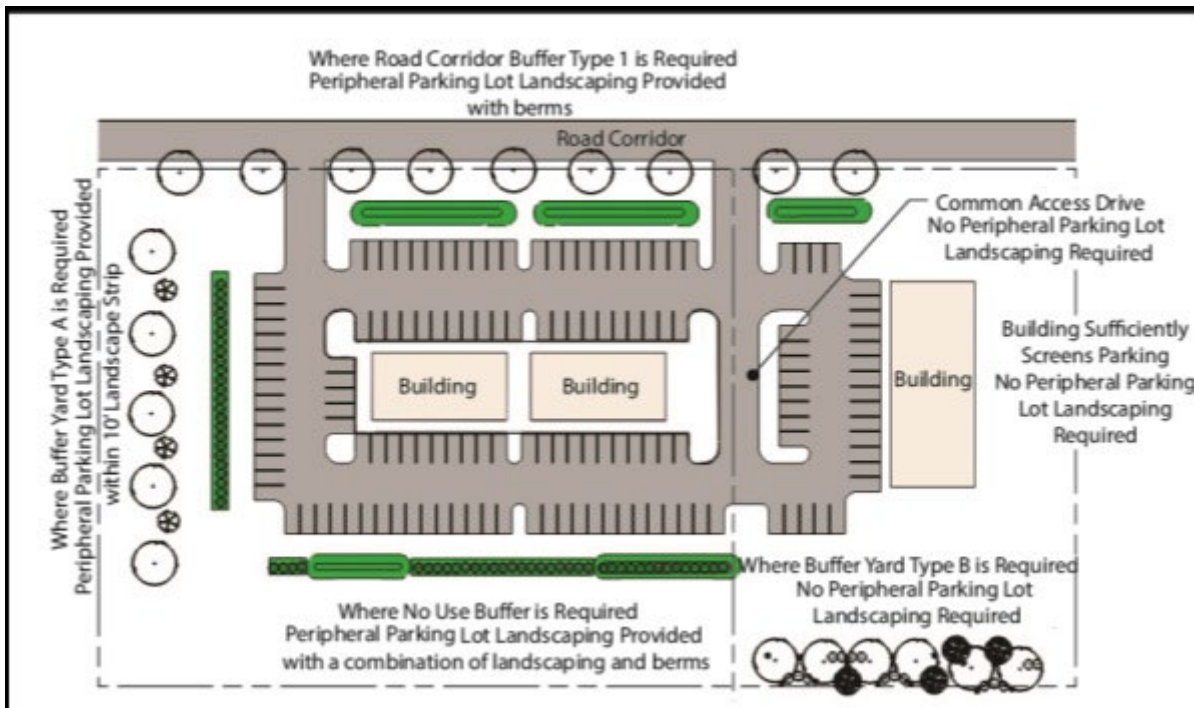 Where Road Corridor Buffer Type 1 is Required
Peripheral Parking Lot Landscaping Provided
with berms
Road Corridor
Where Buffer Yard Type A is Required
Peripheral Parking Lot Landscaping Provided
within 10' Landscape Strip
Common Access Drive
No Peripheral Parking Lot
Landscaping Required
Building
Building
Building
Building Sufficiently
Screens Parking
No Peripheral Parking
Lot Landscaping
Required
Where Buffer Yard Type B is Required
No Peripheral Parking Lot
Landscaping Required
Where No Use Buffer is Required
Peripheral Parking Lot Landscaping Provided
with a combination of landscaping and berms